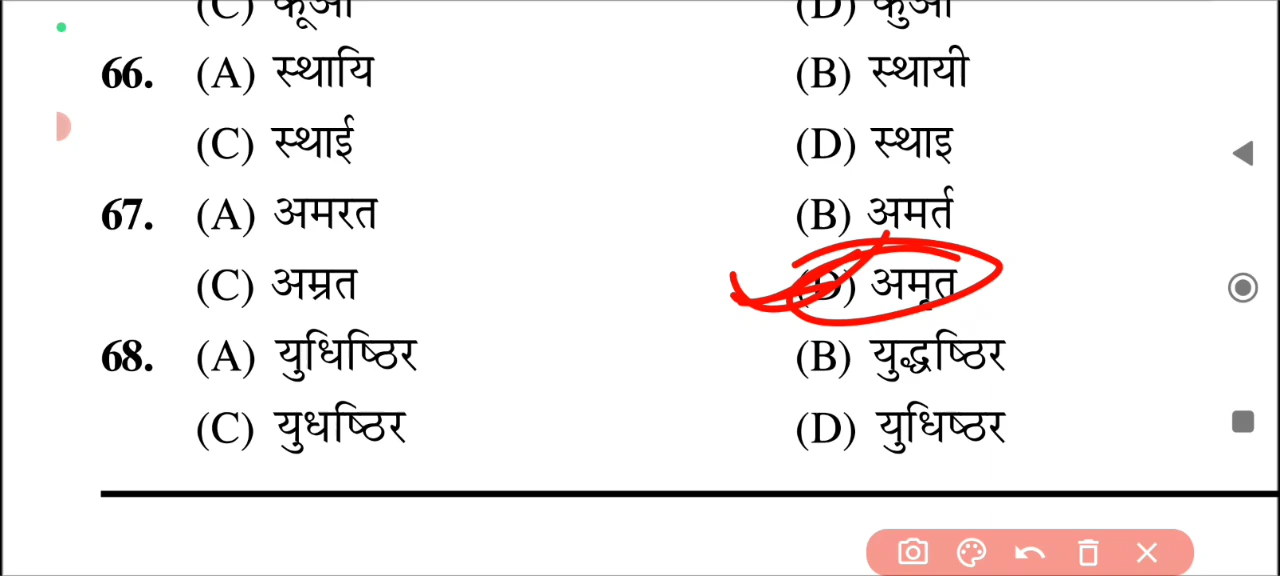 (C) कूआँ (D) कुआँ
66. (A) स्थायि (B) स्थायी
(C) स्थाई (D) स्थाइ
67. (A) अमरत (B) अमर्त
(C) अम्रत (D) अमृत
68. (A) युधिष्ठिर (B) युद्धष्ठिर
(C) युधष्ठिर (D) युधिष्ठर